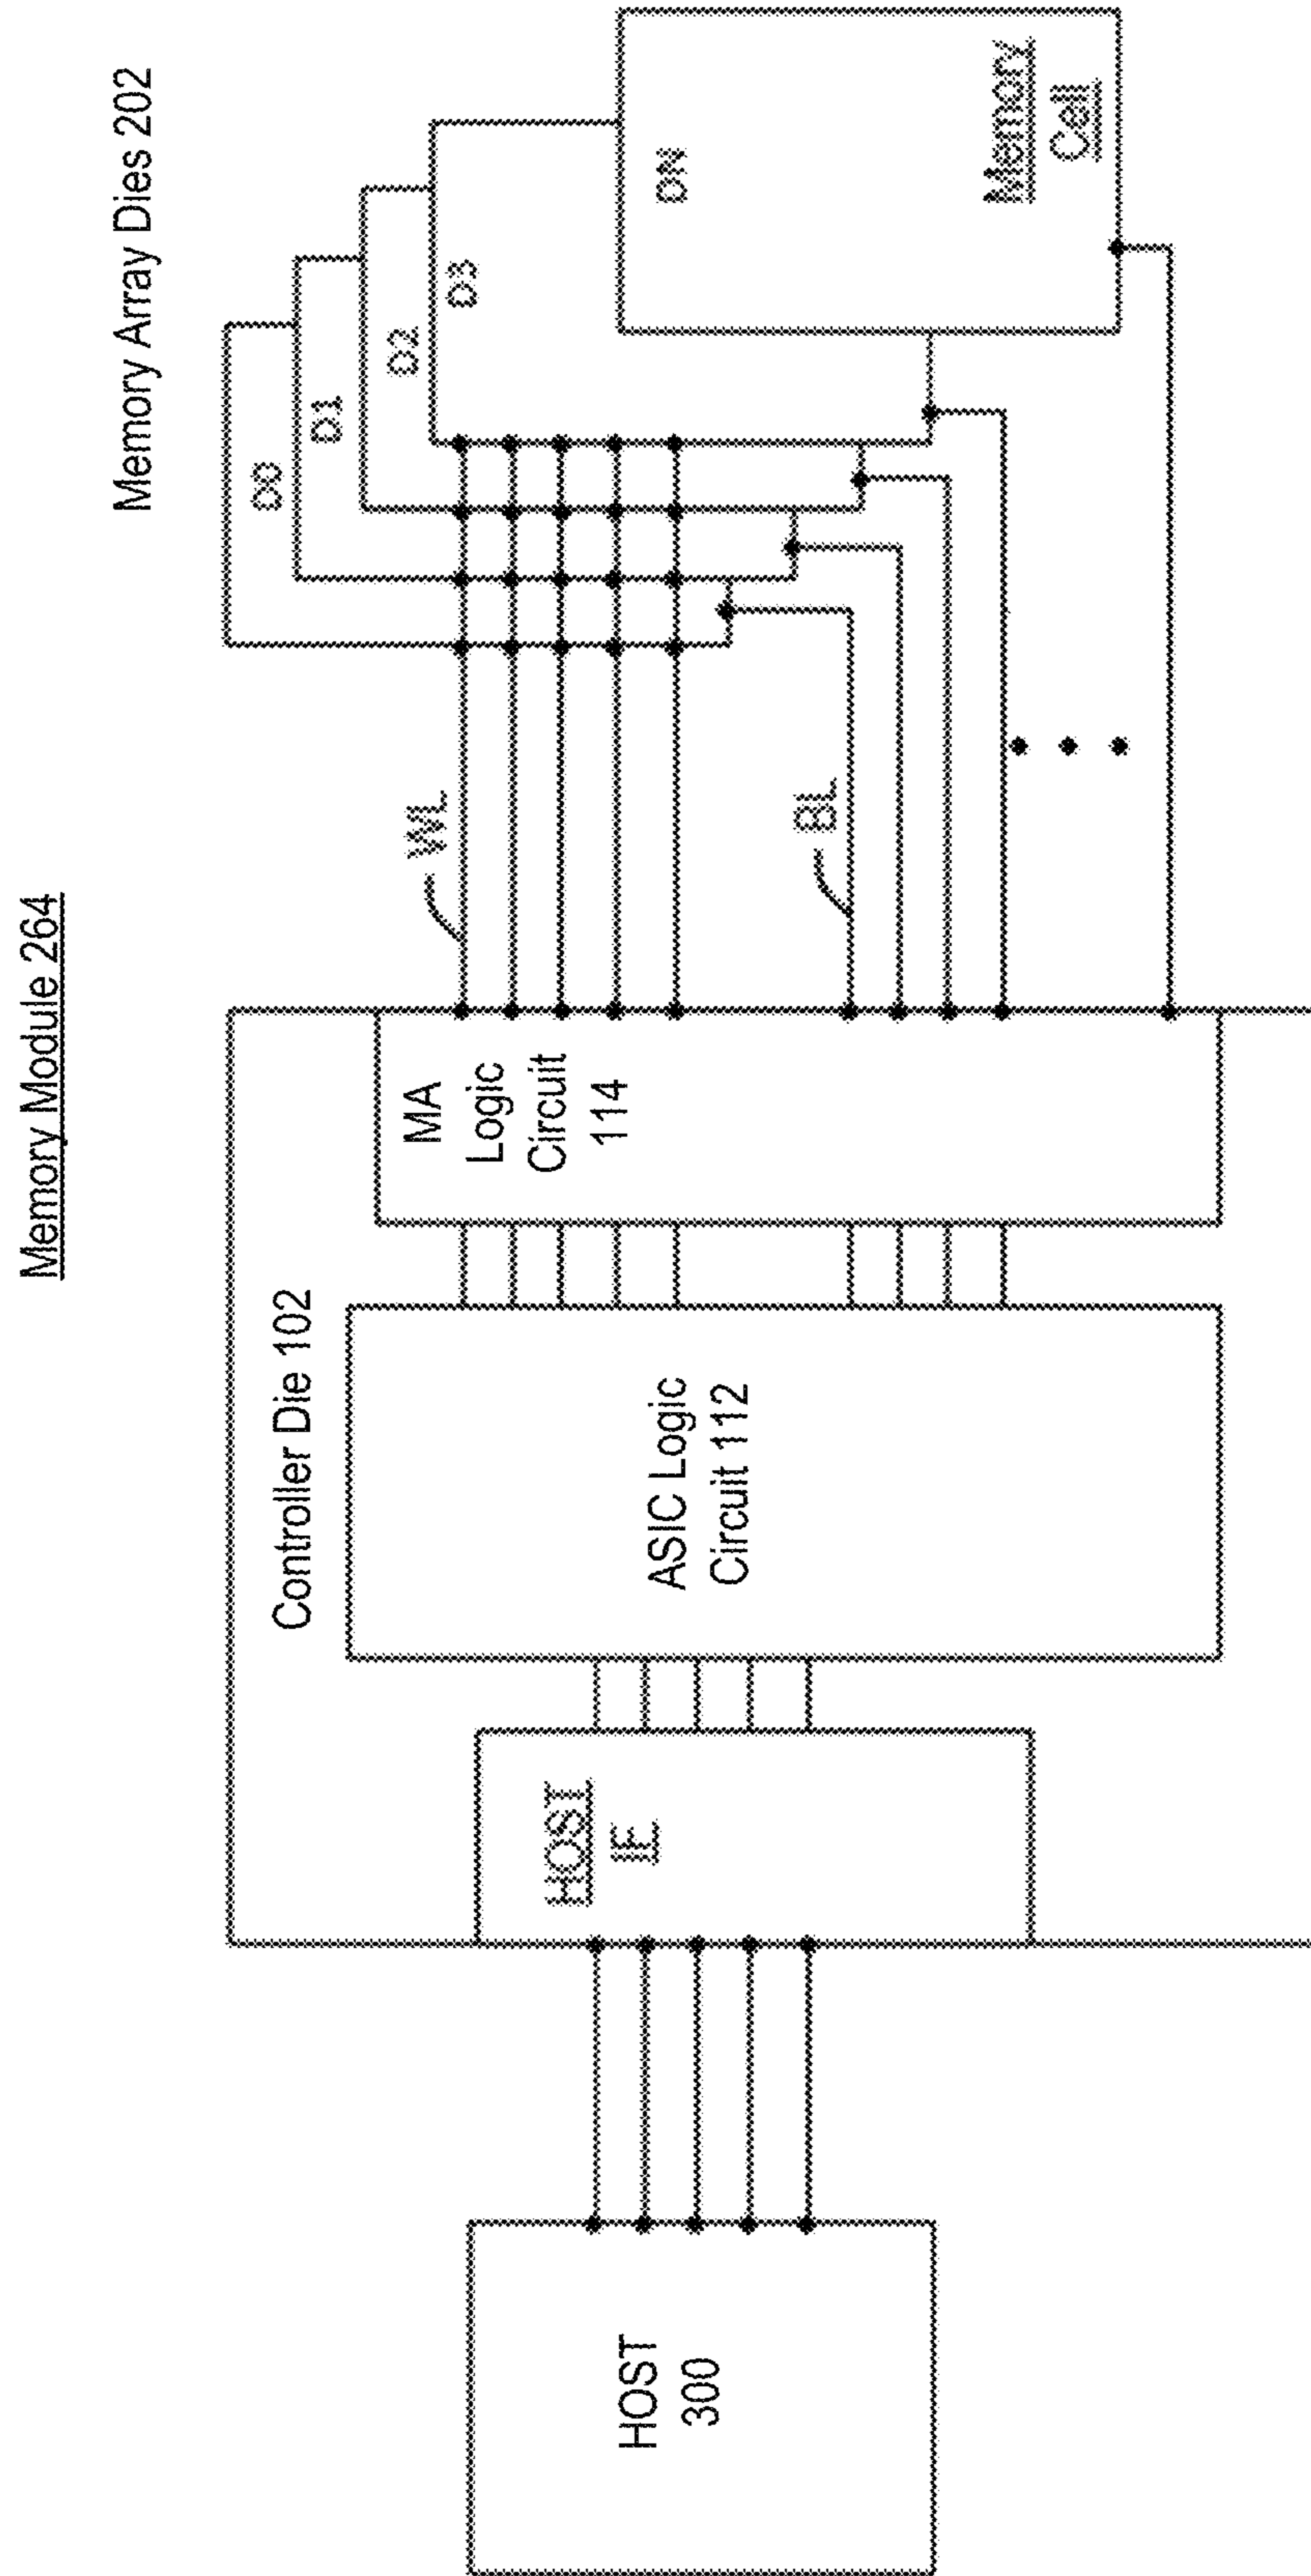 Memory Module 264
Memory Array Dies 202
Controller Die 102
HOST
300
HOST
IF
ASIC Logic
Circuit 112
MA
Logic
Circuit
114
WL
BL
D0
D1
D2
D3
DN
Memory
Cell